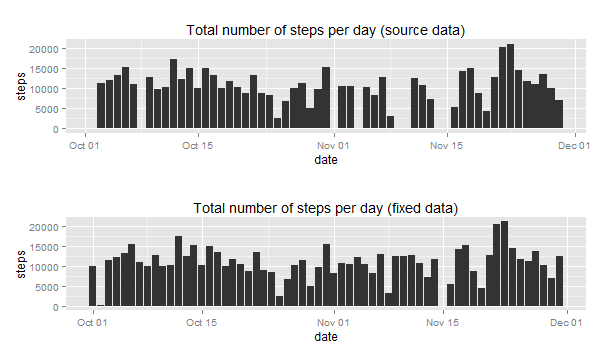 Total number of steps per day (source data)
20000
15000
10000
5000
0
steps
Oct 01 Oct 15 Nov 01 Nov 15 Dec 01
date
Total number of steps per day (fixed data)
20000
15000
10000
5000
0
steps
Oct 01 Oct 15 Nov 01 Nov 15 Dec 01
date